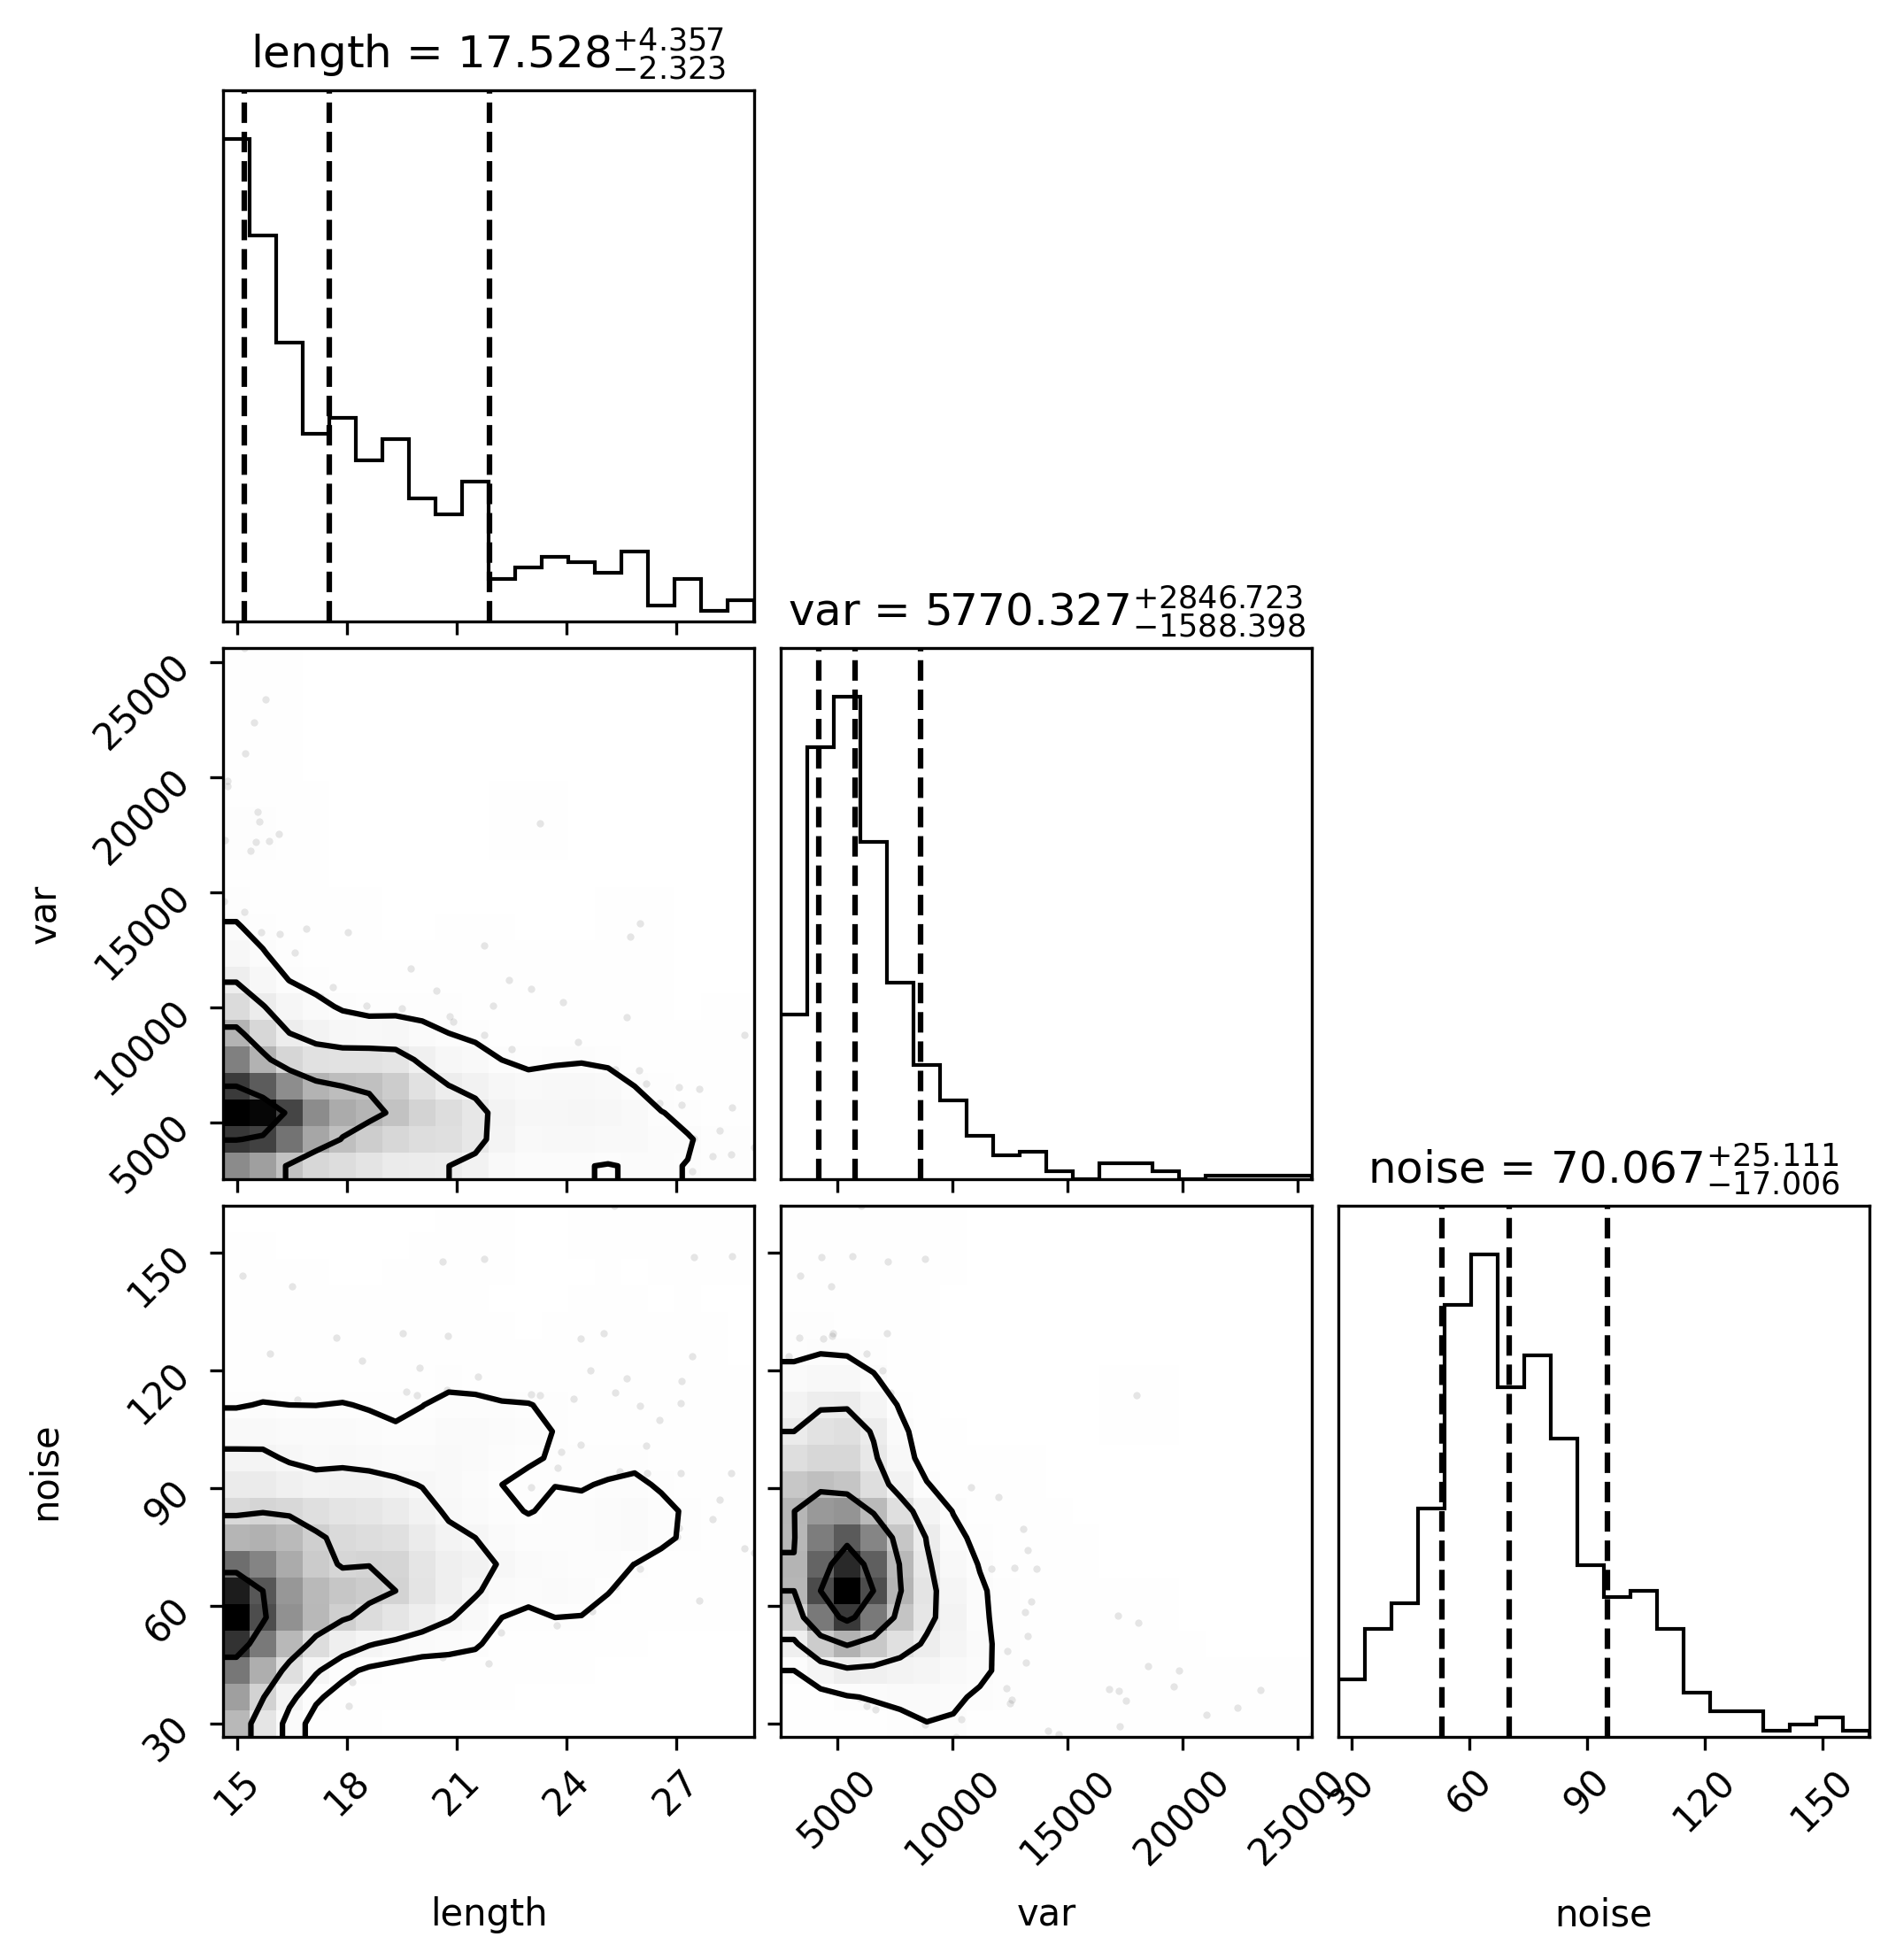 length = 17.528 +4.357 −2.323
var = 5770.327 +2846.723 −1588.398
25000
20000
15000
10000
5000
var
noise = 70.067 +25.111 −17.006
150
120
90
60
30
noise
15 18 21 24 27
5000 10000 15000 20000 25000
30 60 90 120 150
length var noise